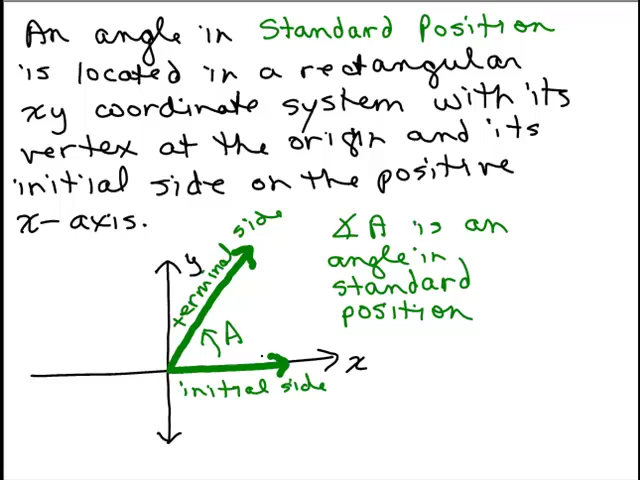 An angle in Standard Position
is located in a rectangular
xy coordinate system with its
vertex at the origin and its
initial side on the positive
x-axis.
∡ A is an
angle in
standard
position
terminal side
y
A
x
initial side